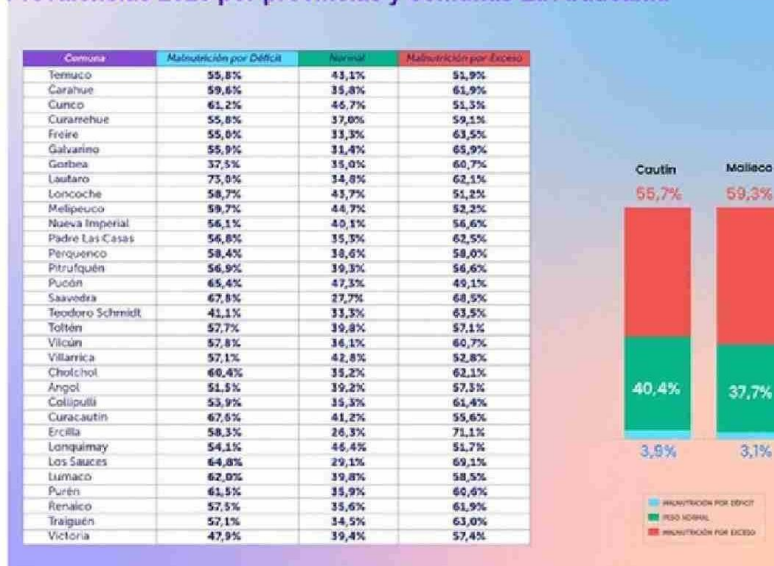 Comuna Malnutrición por Déficit Normal Malnutrición por Exceso
Temuco 55,8% 43,1% 51,9%
Carahue 59,6% 35,8% 61,9%
Cunco 61,2% 46,7% 51,3%
Curarrehue 55,8% 37,0% 59,1%
Freire 55,0% 33,3% 63,5%
Galvarino 55,9% 31,4% 65,9%
Gorbea 37,5% 35,0% 60,7%
Lautaro 73,0% 34,8% 62,1%
Loncoche 58,7% 43,7% 51,2%
Melipeuco 59,7% 44,7% 52,2%
Nueva Imperial 56,1% 40,1% 56,6%
Padre Las Casas 56,8% 35,3% 62,5%
Perquenco 58,4% 38,6% 58,0%
Pitrufquén 56,9% 39,3% 56,6%
Pucón 65,4% 47,3% 49,1%
Saavedra 67,8% 27,7% 68,5%
Teodoro Schmidt 41,1% 33,3% 63,5%
Toltén 57,7% 39,8% 57,1%
Vilcún 57,8% 36,1% 60,7%
Villarrica 57,1% 42,8% 52,8%
Cholchol 60,4% 35,2% 62,1%
Angol 51,5% 39,2% 57,3%
Collipulli 53,9% 35,3% 61,4%
Curacautín 67,6% 41,2% 55,6%
Ercilla 58,3% 26,3% 71,1%
Lonquimay 54,1% 46,4% 51,7%
Los Sauces 64,8% 29,1% 69,1%
Lumaco 62,0% 39,8% 58,5%
Purén 61,5% 35,9% 60,6%
Renaico 57,5% 35,6% 61,9%
Traiguén 57,1% 34,5% 63,0%
Victoria 47,9% 39,4% 57,4%
Cautín Malleco
55,7% 59,3%
40,4% 37,7%
3,9% 3,1%
MALNUTRICIÓN POR DÉFICIT
PESO NORMAL
MALNUTRICIÓN POR EXCESO